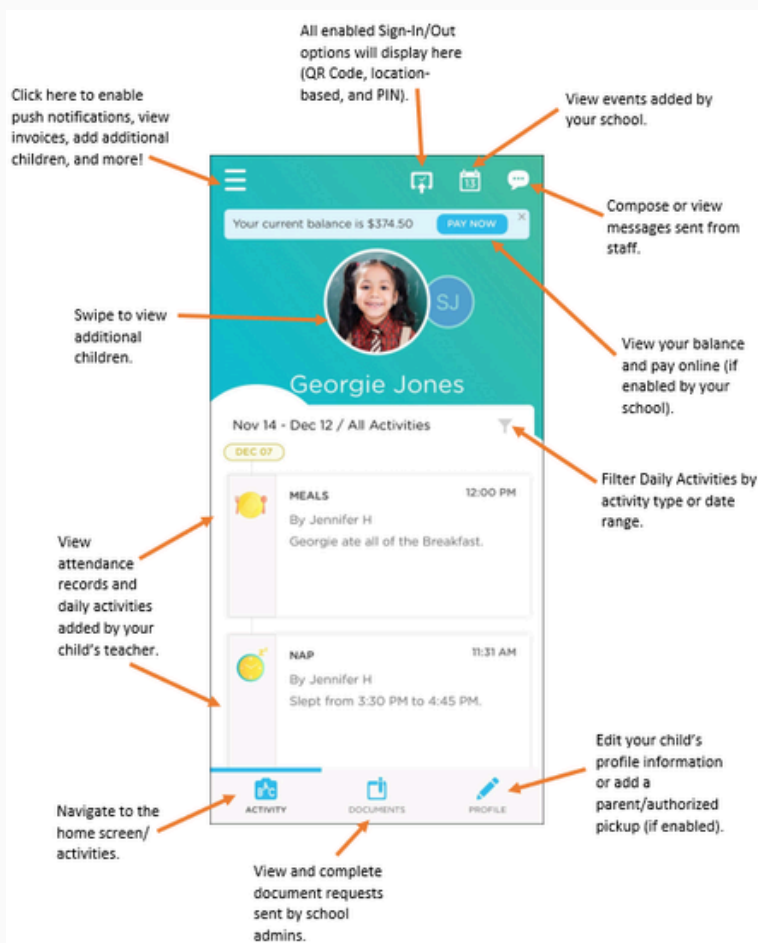 All enabled Sign-In/Out
options will display here
(QR Code, location-
based, and PIN).
Click here to enable
push notifications, view
invoices, add additional
children, and more!
View events added by
your school.
13
Compose or view
messages sent from
staff.
Your current balance is $374.50
PAY NOW
Swipe to view
additional
children.
SJ
View your balance
and pay online (if
enabled by your
school).
Georgie Jones
Nov 14 - Dec 12 / All Activities
DEC 07
Filter Daily Activities by
activity type or date
range.
MEALS
12:00 PM
By Jennifer H
Georgie ate all of the Breakfast.
View
attendance
records and
daily activities
added by your
child's teacher.
NAP
11:31 AM
By Jennifer H
Slept from 3:30 PM to 4:45 PM.
Edit your child's
profile information
or add a
parent/authorized
pickup (if enabled).
Navigate to the
home screen/
activities.
ACTIVITY
DOCUMENTS
PROFILE
View and complete
document requests
sent by school
admins.